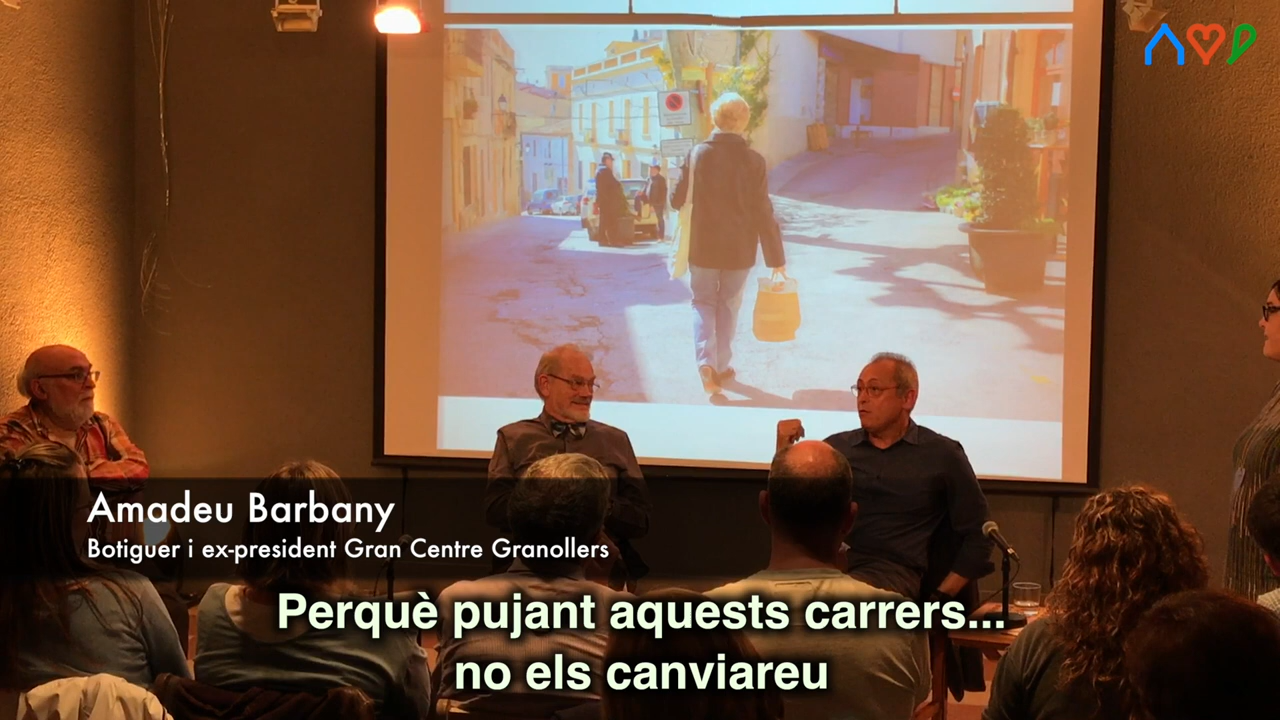 Amadeu Barbany
Botiguer i ex-president Gran Centre Granollers
Perquè pujant aquests carrers...
no els canviareu